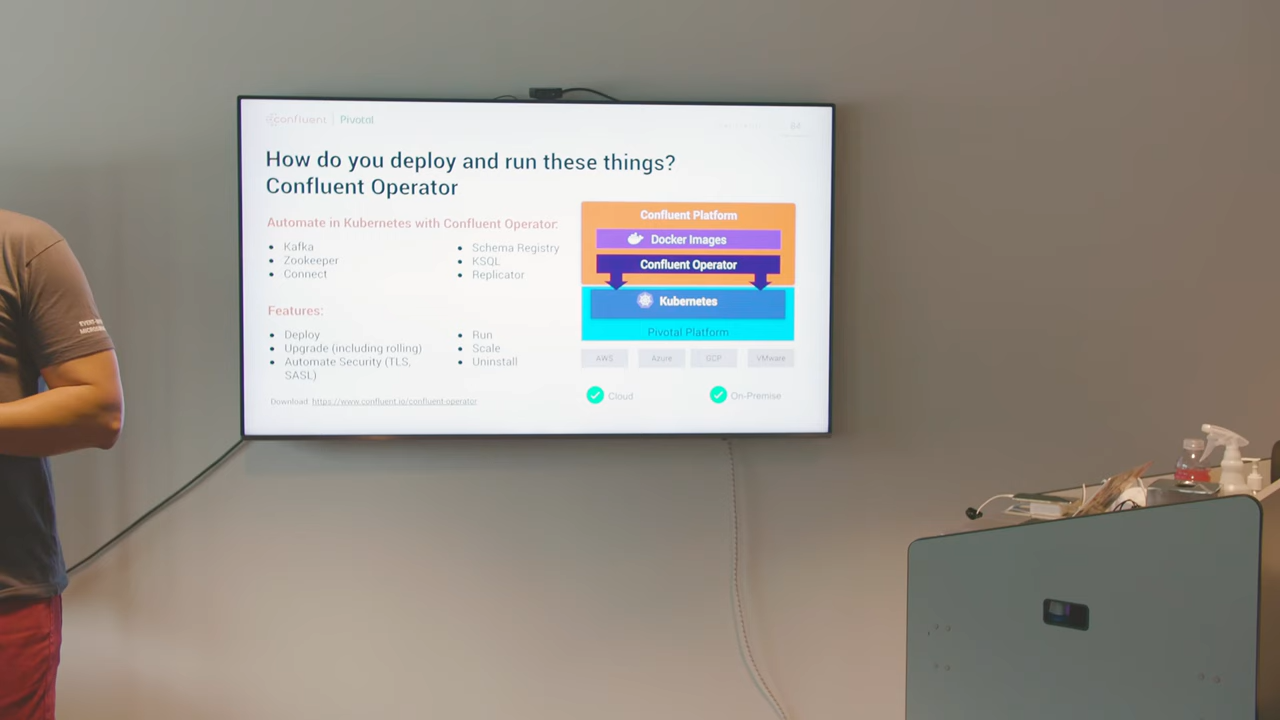 confluent | Pivotal
84
How do you deploy and run these things?
Confluent Operator
Automate in Kubernetes with Confluent Operator:
• Kafka
• Zookeeper
• Connect
• Schema Registry
• KSQL
• Replicator
Features:
• Deploy
• Upgrade (including rolling)
• Automate Security (TLS,
SASL)
• Run
• Scale
• Uninstall
Download: https://www.confluent.io/confluent-operator
Confluent Platform
Docker Images
Confluent Operator
Kubernetes
Pivotal Platform
AWS
Azure
GCP
VMware
Cloud
On-Premise